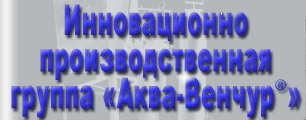 Инновационно
производственная
группа «Аква-Венчур®»